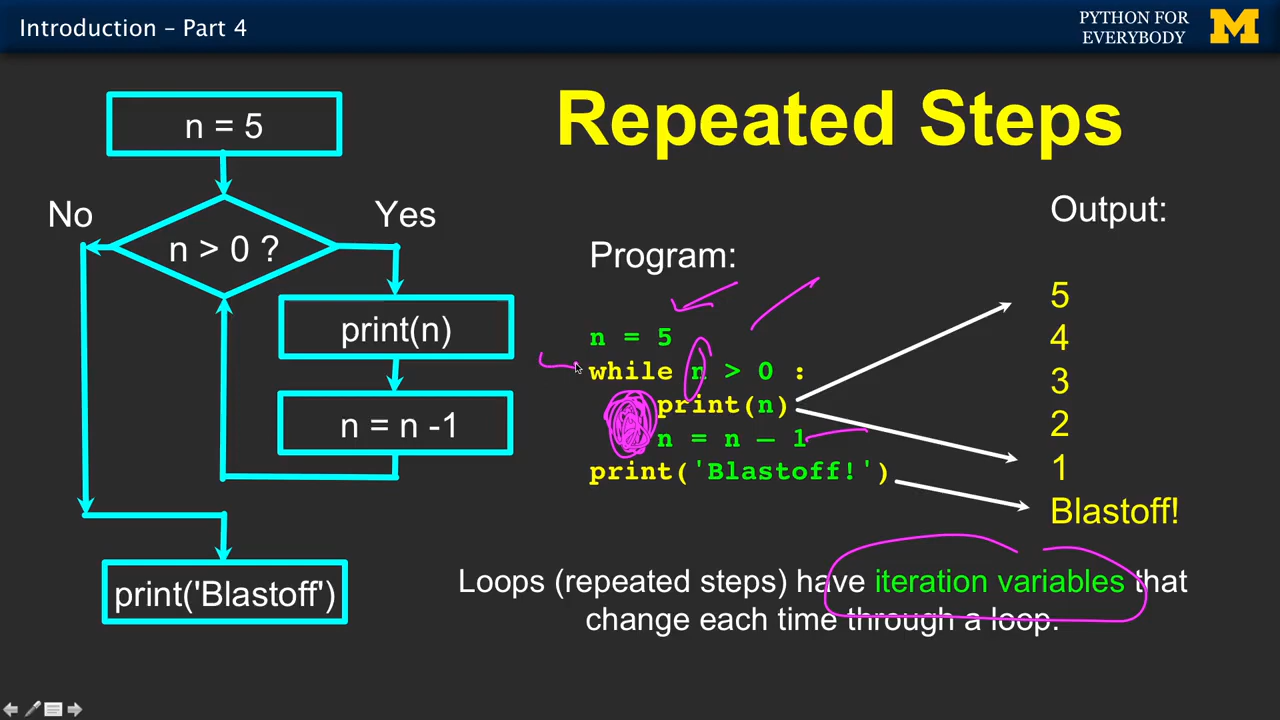 Introduction – Part 4
PYTHON FOR
EVERYBODY
M
Repeated Steps
n = 5
No
Yes
n > 0 ?
print(n)
n = n -1
print('Blastoff')
Program:
n = 5
while n > 0 :
print(n)
n = n – 1
print('Blastoff!')
Output:
5
4
3
2
1
Blastoff!
Loops (repeated steps) have iteration variables that
change each time through a loop.